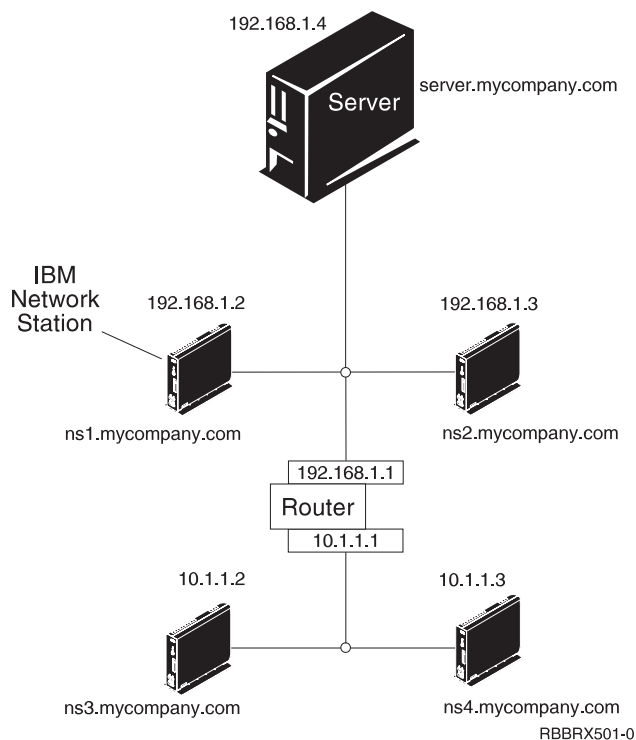 192.168.1.4
Server
server.mycompany.com
IBM
Network
Station
192.168.1.2
192.168.1.3
ns1.mycompany.com
ns2.mycompany.com
192.168.1.1
Router
10.1.1.1
10.1.1.2
10.1.1.3
ns3.mycompany.com
ns4.mycompany.com
RBBRX501-0